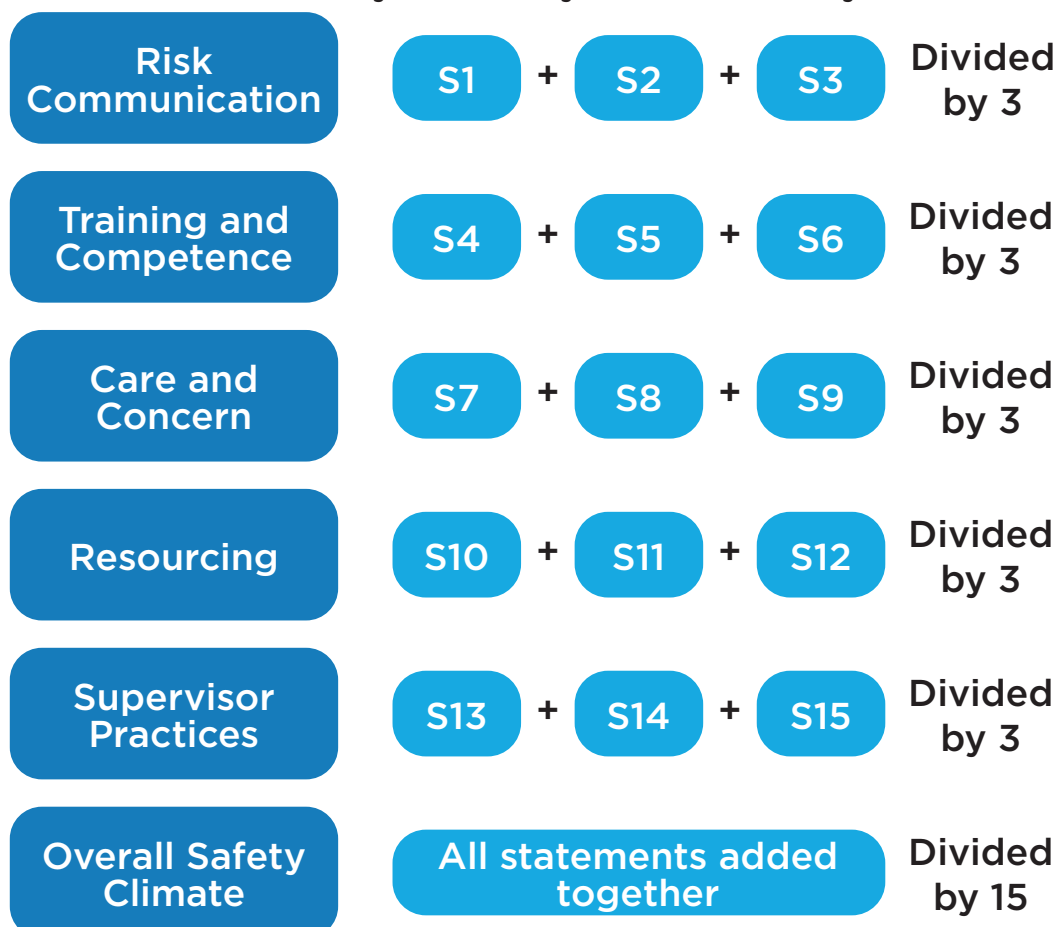 Risk
Communication
S1 + S2 + S3
Divided
by 3
Training and
Competence
S4 + S5 + S6
Divided
by 3
Care and
Concern
S7 + S8 + S9
Divided
by 3
Resourcing
S10 + S11 + S12
Divided
by 3
Supervisor
Practices
S13 + S14 + S15
Divided
by 3
Overall Safety
Climate
All statements added
together
Divided
by 15